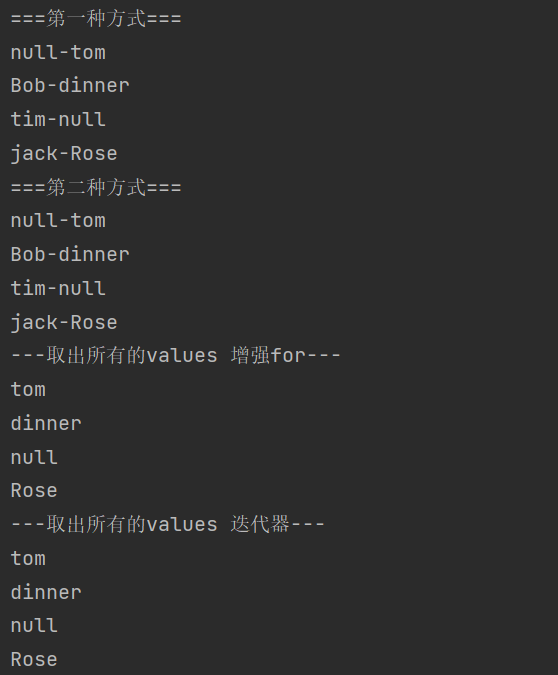 ===第一种方式===
null-tom
Bob-dinner
tim-null
jack-Rose
===第二种方式===
null-tom
Bob-dinner
tim-null
jack-Rose
---取出所有的values 增强for---
tom
dinner
null
Rose
---取出所有的values 迭代器---
tom
dinner
null
Rose